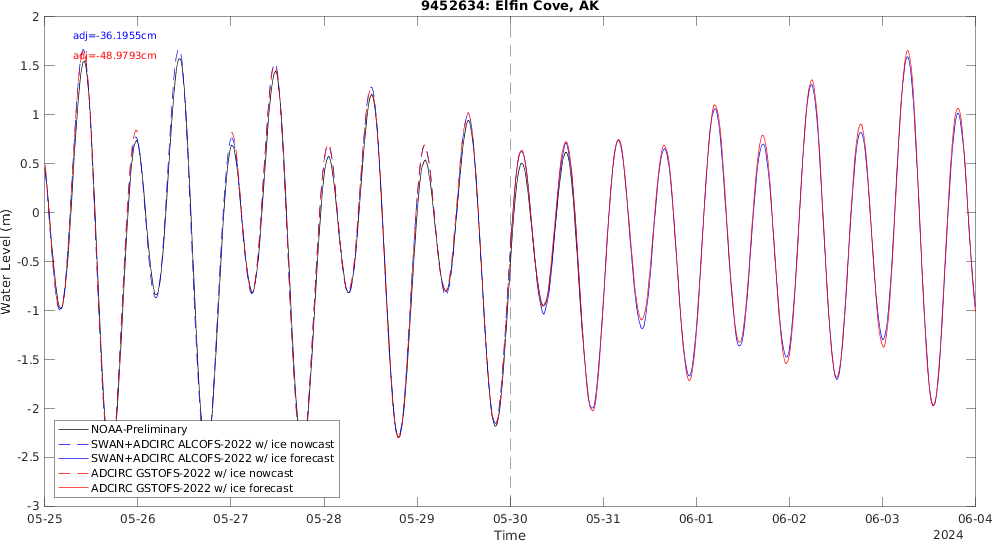 9452634: Elfin Cove, AK
adj=-36.1955cm
adj=-48.9793cm
2
1.5
1
0.5
0
-0.5
-1
-1.5
-2
-2.5
-3
Water Level (m)
NOAA-Preliminary
SWAN+ADCIRC ALCOFS-2022 w/ ice nowcast
SWAN+ADCIRC ALCOFS-2022 w/ ice forecast
ADCIRC GSTOFS-2022 w/ ice nowcast
ADCIRC GSTOFS-2022 w/ ice forecast
05-25 05-26 05-27 05-28 05-29 05-30 05-31 06-01 06-02 06-03 06-04
Time
2024